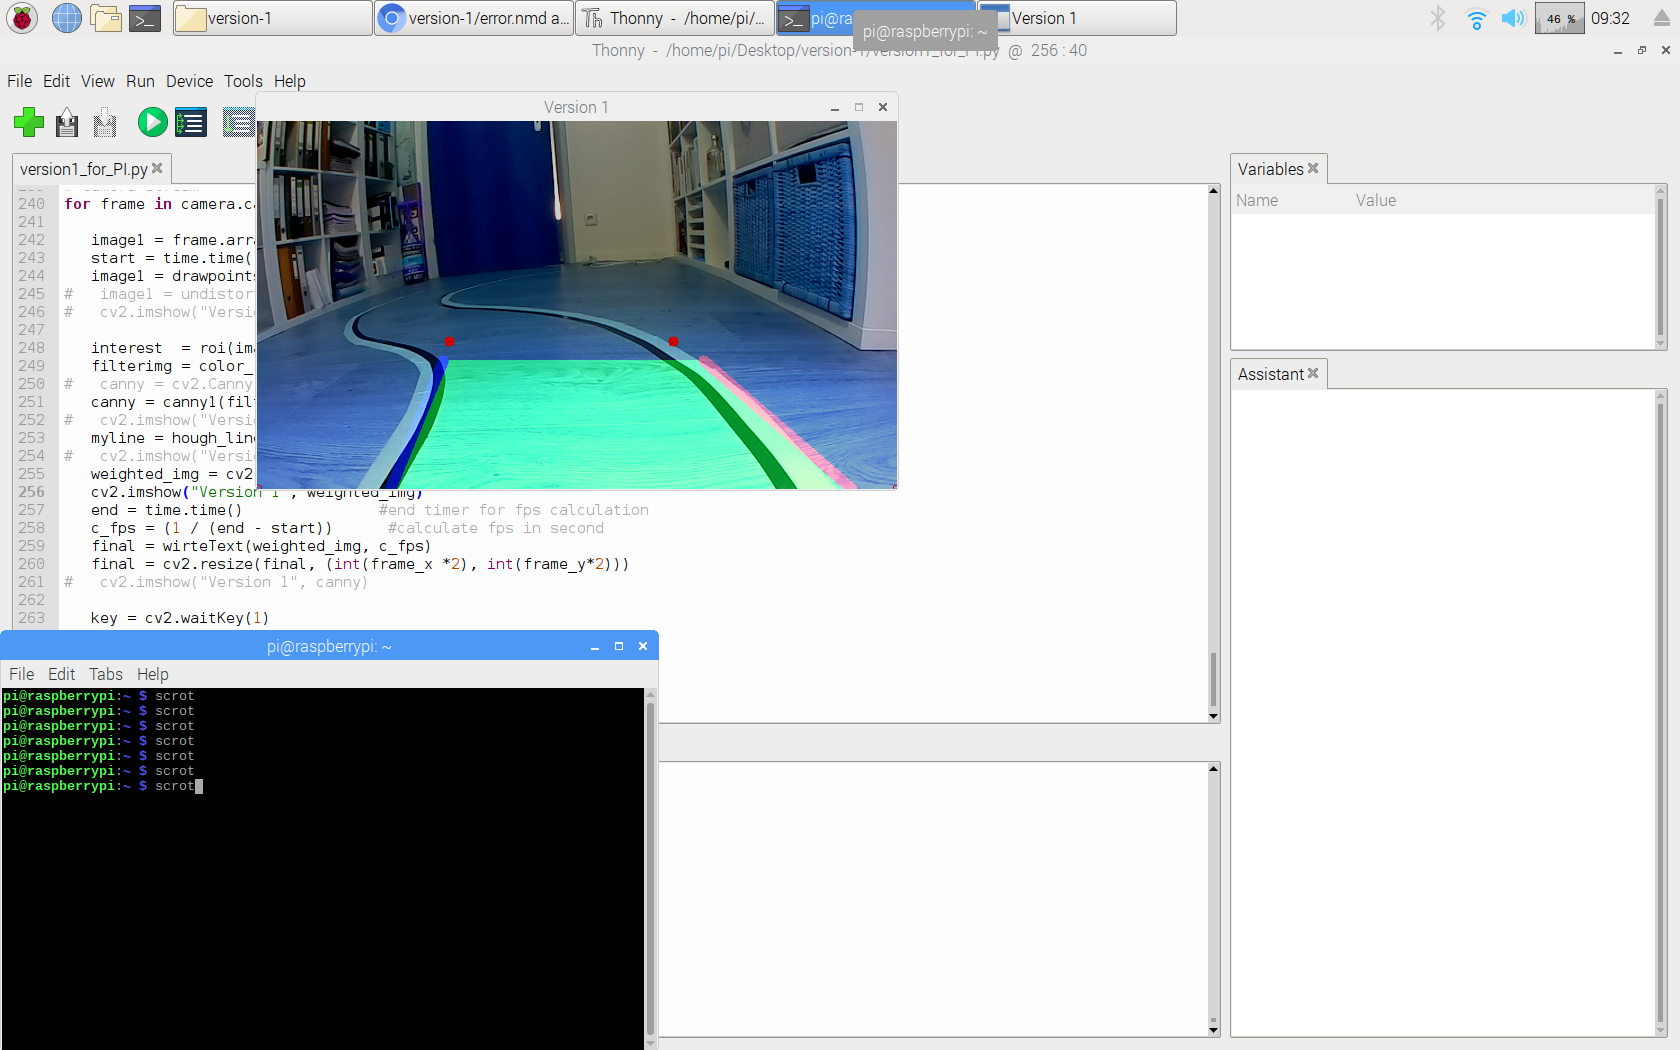 version-1
version-1/error.nmd a...
Thonny - /home/pi/...
pi@ra
Version 1
46 %
09:32
pi@raspberrypi: ~
Thonny - /home/pi/Desktop/version-1/version1_for_PI.py @ 256 : 40
File Edit View Run Device Tools Help
Version 1
version1_for_PI.py
Variables
Name Value
Assistant
240 for frame in camera.ca
241
242 image1 = frame.arr
243 start = time.time(
244 image1 = drawpoints
245 # image1 = undistor
246 # cv2.imshow("Versi
247
248 interest = roi(ima
249 filterimg = color_
250 # canny = cv2.Canny
251 canny = canny1(fil
252 # cv2.imshow("Versi
253 myline = hough_line
254 # cv2.imshow("Versi
255 weighted_img = cv2
256 cv2.imshow("Version 1", weighted_img)
257 end = time.time() #end timer for fps calculation
258 c_fps = (1 / (end - start)) #calculate fps in second
259 final = wirteText(weighted_img, c_fps)
260 final = cv2.resize(final, (int(frame_x *2), int(frame_y*2)))
261 # cv2.imshow("Version 1", canny)
262
263 key = cv2.waitKey(1)
pi@raspberrypi: ~
File Edit Tabs Help
pi@raspberrypi:~ $ scrot
pi@raspberrypi:~ $ scrot
pi@raspberrypi:~ $ scrot
pi@raspberrypi:~ $ scrot
pi@raspberrypi:~ $ scrot
pi@raspberrypi:~ $ scrot
pi@raspberrypi:~ $ scrot